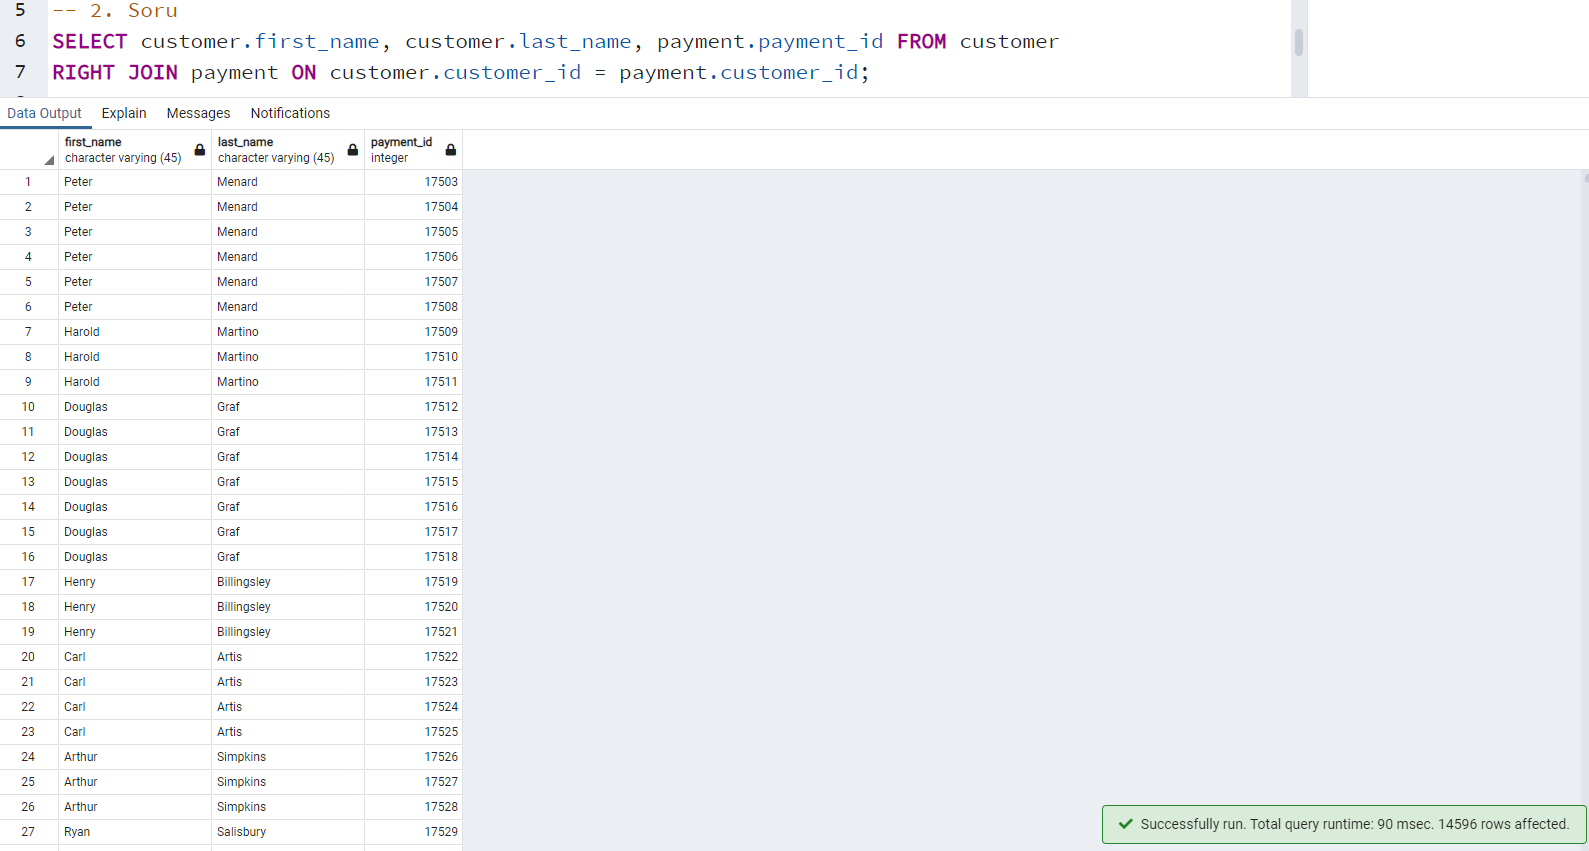 5 -- 2. Soru
6 SELECT customer.first_name, customer.last_name, payment.payment_id FROM customer
7 RIGHT JOIN payment ON customer.customer_id = payment.customer_id;
Data Output Explain Messages Notifications
first_name last_name payment_id
character varying (45) character varying (45) integer
1 Peter Menard 17503
2 Peter Menard 17504
3 Peter Menard 17505
4 Peter Menard 17506
5 Peter Menard 17507
6 Peter Menard 17508
7 Harold Martino 17509
8 Harold Martino 17510
9 Harold Martino 17511
10 Douglas Graf 17512
11 Douglas Graf 17513
12 Douglas Graf 17514
13 Douglas Graf 17515
14 Douglas Graf 17516
15 Douglas Graf 17517
16 Douglas Graf 17518
17 Henry Billingsley 17519
18 Henry Billingsley 17520
19 Henry Billingsley 17521
20 Carl Artis 17522
21 Carl Artis 17523
22 Carl Artis 17524
23 Carl Artis 17525
24 Arthur Simpkins 17526
25 Arthur Simpkins 17527
26 Arthur Simpkins 17528
27 Ryan Salisbury 17529
Successfully run. Total query runtime: 90 msec. 14596 rows affected.